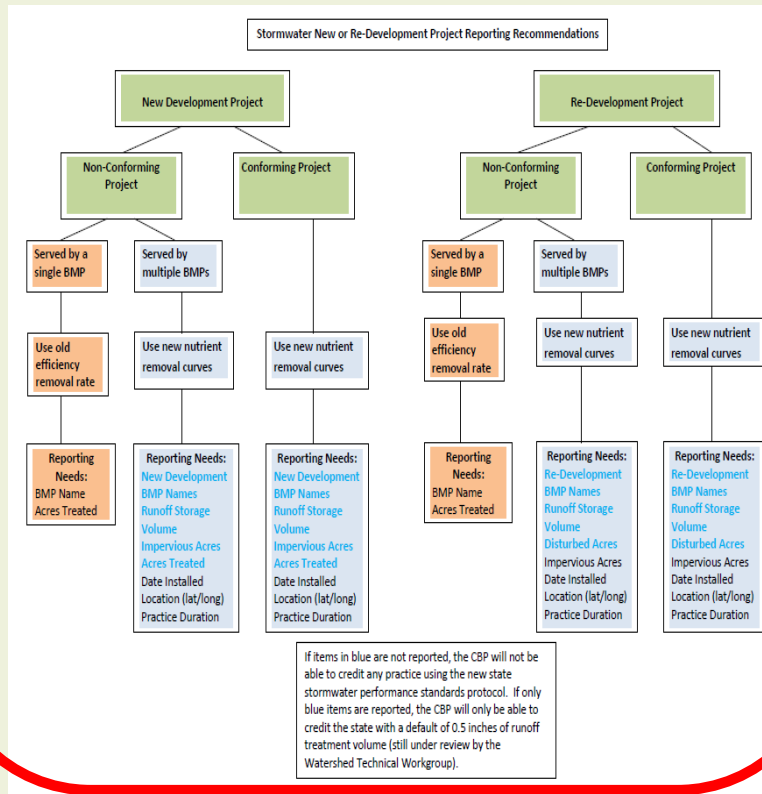 Stormwater New or Re-Development Project Reporting Recommendations
New Development Project
Re-Development Project
Non-Conforming
Project
Conforming Project
Non-Conforming
Project
Conforming Project
Served by a
single BMP
Served by
multiple BMPs
Served by a
single BMP
Served by
multiple BMPs
Use old
efficiency
removal rate
Use new nutrient
removal curves
Use new nutrient
removal curves
Use old
efficiency
removal rate
Use new nutrient
removal curves
Use new nutrient
removal curves
Reporting
Needs:
BMP Name
Acres Treated
Reporting Needs:
New Development
BMP Names
Runoff Storage
Volume
Impervious Acres
Acres Treated
Date Installed
Location (lat/long)
Practice Duration
Reporting Needs:
New Development
BMP Names
Runoff Storage
Volume
Impervious Acres
Acres Treated
Date Installed
Location (lat/long)
Practice Duration
Reporting
Needs:
BMP Name
Acres Treated
Reporting Needs:
Re-Development
BMP Names
Runoff Storage
Volume
Disturbed Acres
Impervious Acres
Date Installed
Location (lat/long)
Practice Duration
Reporting Needs:
Re-Development
BMP Names
Runoff Storage
Volume
Disturbed Acres
Impervious Acres
Date Installed
Location (lat/long)
Practice Duration
If items in blue are not reported, the CBP will not be
able to credit any practice using the new state
stormwater performance standards protocol.  If only
blue items are reported, the CBP will only be able to
credit the state with a default of 0.5 inches of runoff
treatment volume (still under review by the
Watershed Technical Workgroup).